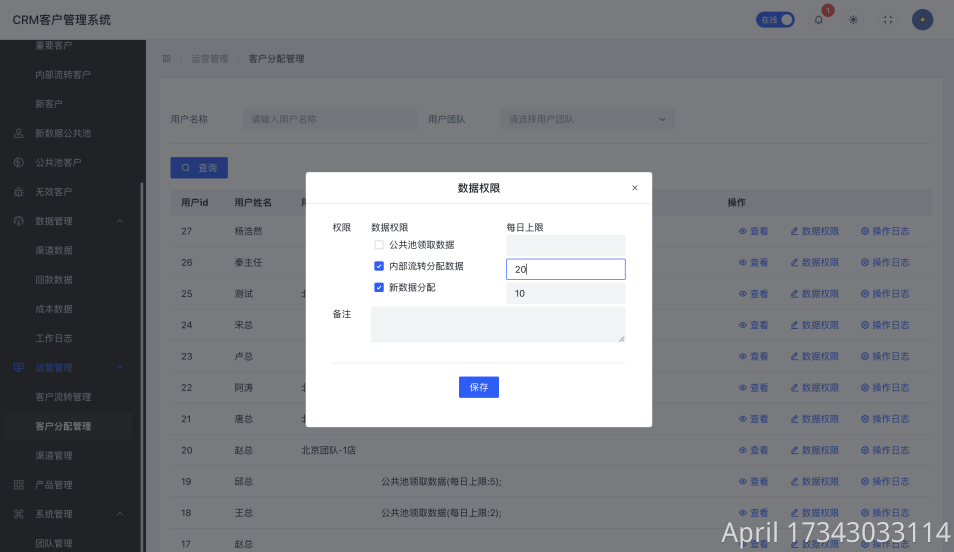 CRM客户管理系统
在线
1
重要客户
内部流转客户
新客户
新数据公共池
公共池客户
无效客户
数据管理
渠道数据
回款数据
成本数据
工作日志
运营管理
客户流转管理
客户分配管理
渠道管理
产品管理
系统管理
团队管理
/ 运营管理 / 客户分配管理
用户名称 请输入用户名称 用户团队 请选择用户团队
查询
用户id 用户姓名 操作
27 杨浩然 查看 数据权限 操作日志
26 秦主任 查看 数据权限 操作日志
25 测试 查看 数据权限 操作日志
24 宋总 查看 数据权限 操作日志
23 卢总 查看 数据权限 操作日志
22 阿涛 查看 数据权限 操作日志
21 唐总 查看 数据权限 操作日志
20 赵总 北京团队-1店 查看 数据权限 操作日志
19 邱总 公共池领取数据(每日上限:5); 查看 数据权限 操作日志
18 王总 公共池领取数据(每日上限:2); 查看 数据权限 操作日志
17 赵总 查看 数据权限 操作日志
数据权限 ×
权限 数据权限 每日上限
公共池领取数据
内部流转分配数据 20
新数据分配 10
备注
保存
April 17343033114